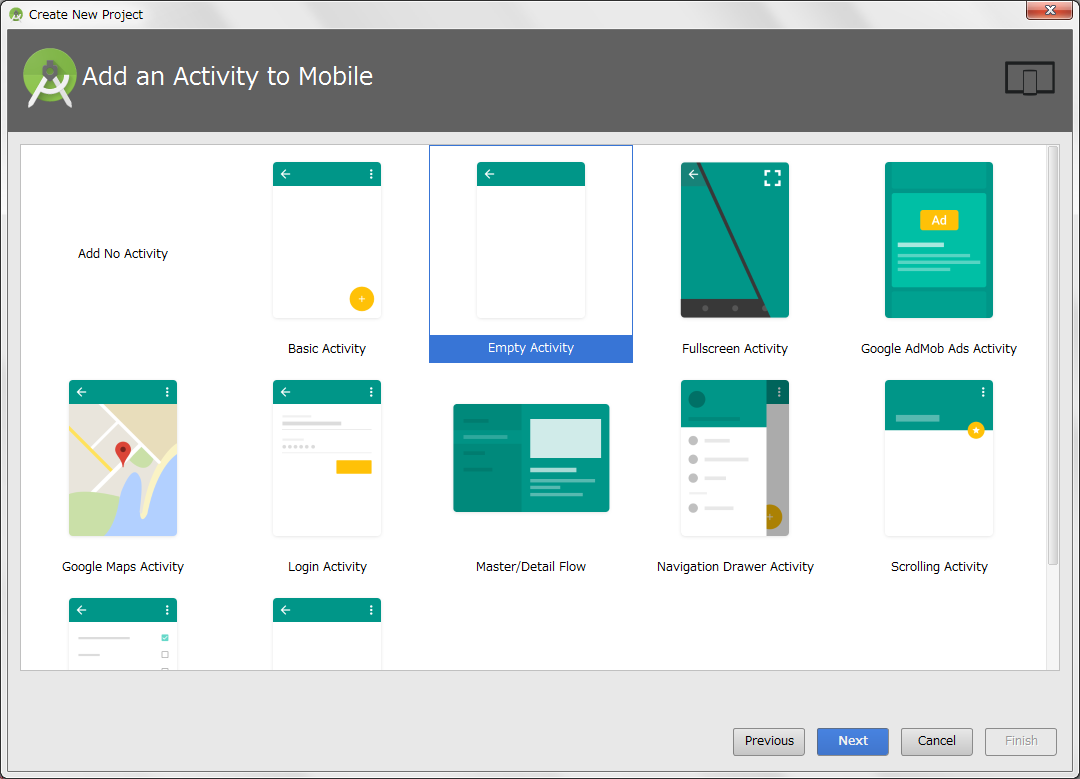 Create New Project
Add an Activity to Mobile
Ad
Add No Activity
Basic Activity
Empty Activity
Fullscreen Activity
Google AdMob Ads Activity
Google Maps Activity
Login Activity
Master/Detail Flow
Navigation Drawer Activity
Scrolling Activity
Previous
Next
Cancel
Finish